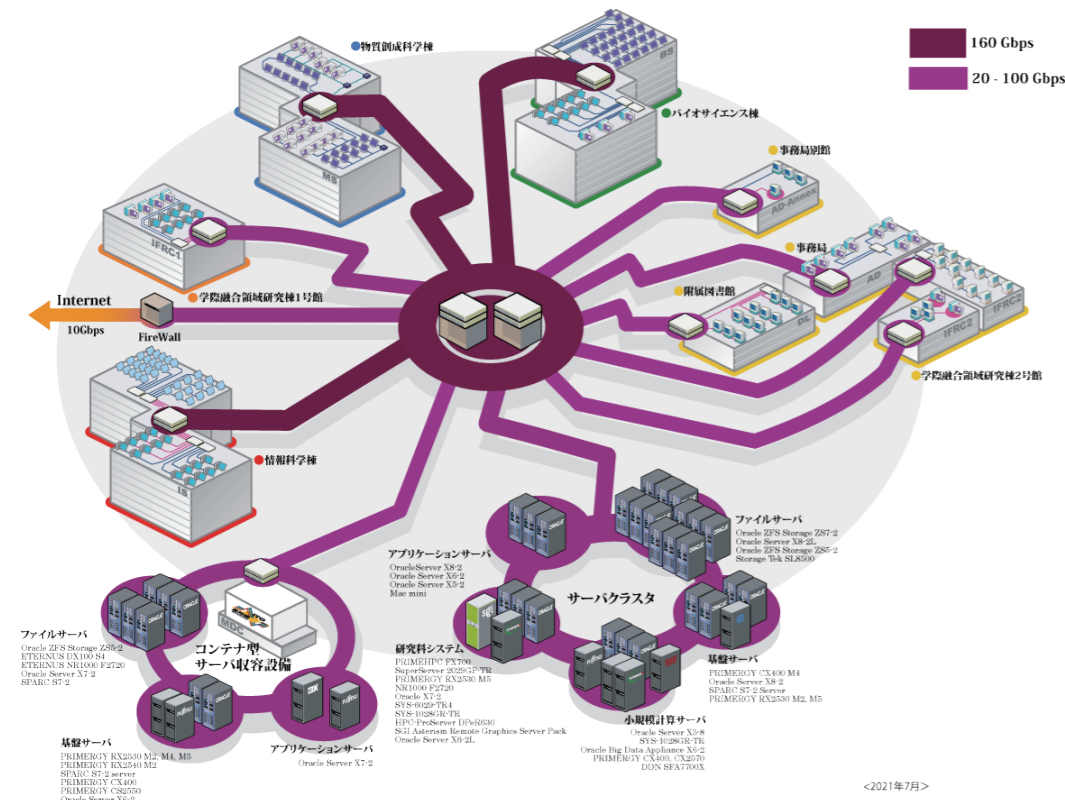 160 Gbps
20 - 100 Gbps
●物質創成科学棟
BS
●バイオサイエンス棟
MS
●事務局別館
AD-Annex
IFRC1
●事務局
AD
●学際融合領域研究棟1号館
●附属図書館
DL
IFRC2
IFRC2
Internet
10Gbps
FireWall
●学際融合領域研究棟2号館
●情報科学棟
IS
ファイルサーバ
Oracle ZFS Storage ZS7-2
Oracle Server X8-2L
Oracle ZFS Storage ZS5-2
Storage Tek SL8500
アプリケーションサーバ
OracleServer X8-2
Oracle Server X6-2
Oracle Server X5-2
Mac mini
サーバクラスタ
sgi
MDC
コンテナ型
サーバ収容設備
ファイルサーバ
Oracle ZFS Storage ZS5-2
ETERNUS DX100 S4
ETERNUS NR1000 F2720
Oracle Server X7-2
SPARC S7-2
研究科システム
PRIMEHPC FX700
SuperServer 2029GP-TR
PRIMERGY RX2530 M5
NR1000 F2720
Oracle X7-2
SYS-6029-TR4
SYS-1028GR-TR
HPC-ProServer DPeR630
SGI Asterism Remote Graphics Server Pack
Oracle Server X6-2L
基盤サーバ
PRIMERGY CX400 M4
Oracle Server X8-2
SPARC S7-2 Server
PRIMERGY RX2530 M2, M5
小規模計算サーバ
Oracle Server X5-8
SYS-1028GR-TR
Oracle Big Data Appliance X6-2
PRIMERGY CX400, CX2570
DDN SFA7700X
IBM
FUJITSU
アプリケーションサーバ
Oracle Server X7-2
基盤サーバ
PRIMERGY RX2530 M2, M4, M5
PRIMERGY RX2540 M2
SPARC S7-2 server
PRIMERGY CX400
PRIMERGY CS2550
Oracle Server X6-2
<2021年7月>